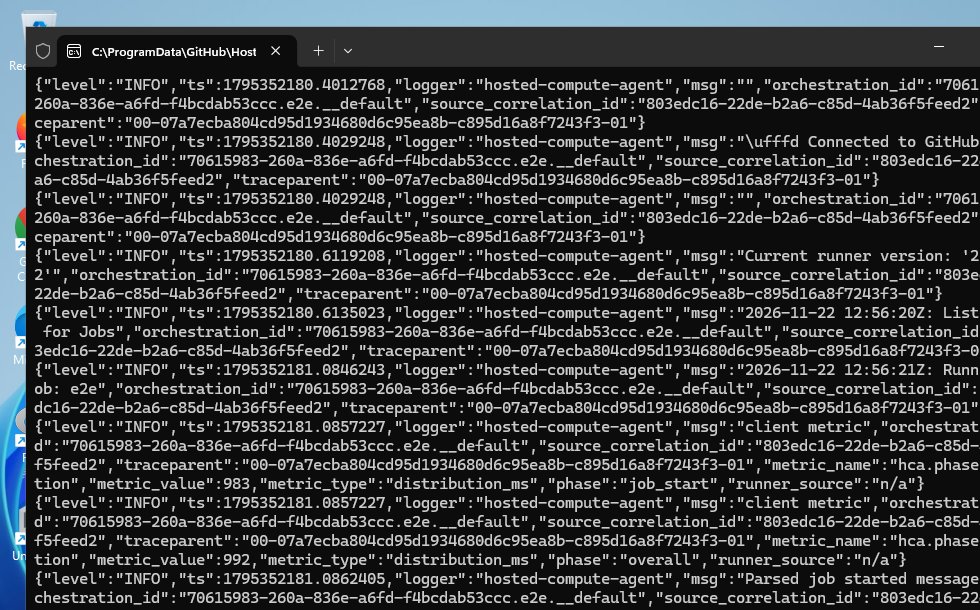 Rec
C:\ProgramData\GitHub\Host
{"level":"INFO","ts":1795352180.4012768,"logger":"hosted-compute-agent","msg":"","orchestration_id":"7061
260a-836e-a6fd-f4bcdab53ccc.e2e.__default","source_correlation_id":"803edc16-22de-b2a6-c85d-4ab36f5feed2"
ceparent":"00-07a7ecba804cd95d1934680d6c95ea8b-c895d16a8f7243f3-01"}
{"level":"INFO","ts":1795352180.4029248,"logger":"hosted-compute-agent","msg":"\ufffd Connected to GitHub
chestration_id":"70615983-260a-836e-a6fd-f4bcdab53ccc.e2e.__default","source_correlation_id":"803edc16-22
a6-c85d-4ab36f5feed2","traceparent":"00-07a7ecba804cd95d1934680d6c95ea8b-c895d16a8f7243f3-01"}
{"level":"INFO","ts":1795352180.4029248,"logger":"hosted-compute-agent","msg":"","orchestration_id":"7061
260a-836e-a6fd-f4bcdab53ccc.e2e.__default","source_correlation_id":"803edc16-22de-b2a6-c85d-4ab36f5feed2"
ceparent":"00-07a7ecba804cd95d1934680d6c95ea8b-c895d16a8f7243f3-01"}
{"level":"INFO","ts":1795352180.6119208,"logger":"hosted-compute-agent","msg":"Current runner version: '2
2'","orchestration_id":"70615983-260a-836e-a6fd-f4bcdab53ccc.e2e.__default","source_correlation_id":"803e
22de-b2a6-c85d-4ab36f5feed2","traceparent":"00-07a7ecba804cd95d1934680d6c95ea8b-c895d16a8f7243f3-01"}
{"level":"INFO","ts":1795352180.6135023,"logger":"hosted-compute-agent","msg":"2026-11-22 12:56:20Z: List
for Jobs","orchestration_id":"70615983-260a-836e-a6fd-f4bcdab53ccc.e2e.__default","source_correlation_id
3edc16-22de-b2a6-c85d-4ab36f5feed2","traceparent":"00-07a7ecba804cd95d1934680d6c95ea8b-c895d16a8f7243f3-0
{"level":"INFO","ts":1795352181.0846243,"logger":"hosted-compute-agent","msg":"2026-11-22 12:56:21Z: Runn
ob: e2e","orchestration_id":"70615983-260a-836e-a6fd-f4bcdab53ccc.e2e.__default","source_correlation_id":
dc16-22de-b2a6-c85d-4ab36f5feed2","traceparent":"00-07a7ecba804cd95d1934680d6c95ea8b-c895d16a8f7243f3-01"
{"level":"INFO","ts":1795352181.0857227,"logger":"hosted-compute-agent","msg":"client metric","orchestrat
d":"70615983-260a-836e-a6fd-f4bcdab53ccc.e2e.__default","source_correlation_id":"803edc16-22de-b2a6-c85d-
f5feed2","traceparent":"00-07a7ecba804cd95d1934680d6c95ea8b-c895d16a8f7243f3-01","metric_name":"hca.phase
tion","metric_value":983,"metric_type":"distribution_ms","phase":"job_start","runner_source":"n/a"}
{"level":"INFO","ts":1795352181.0857227,"logger":"hosted-compute-agent","msg":"client metric","orchestrat
d":"70615983-260a-836e-a6fd-f4bcdab53ccc.e2e.__default","source_correlation_id":"803edc16-22de-b2a6-c85d-
f5feed2","traceparent":"00-07a7ecba804cd95d1934680d6c95ea8b-c895d16a8f7243f3-01","metric_name":"hca.phase
tion","metric_value":992,"metric_type":"distribution_ms","phase":"overall","runner_source":"n/a"}
{"level":"INFO","ts":1795352181.0862405,"logger":"hosted-compute-agent","msg":"Parsed job started message
chestration_id":"70615983-260a-836e-a6fd-f4bcdab53ccc.e2e.__default","source_correlation_id":"803edc16-22